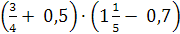 (3/4 + 0,5) · (1 1/5 − 0,7)